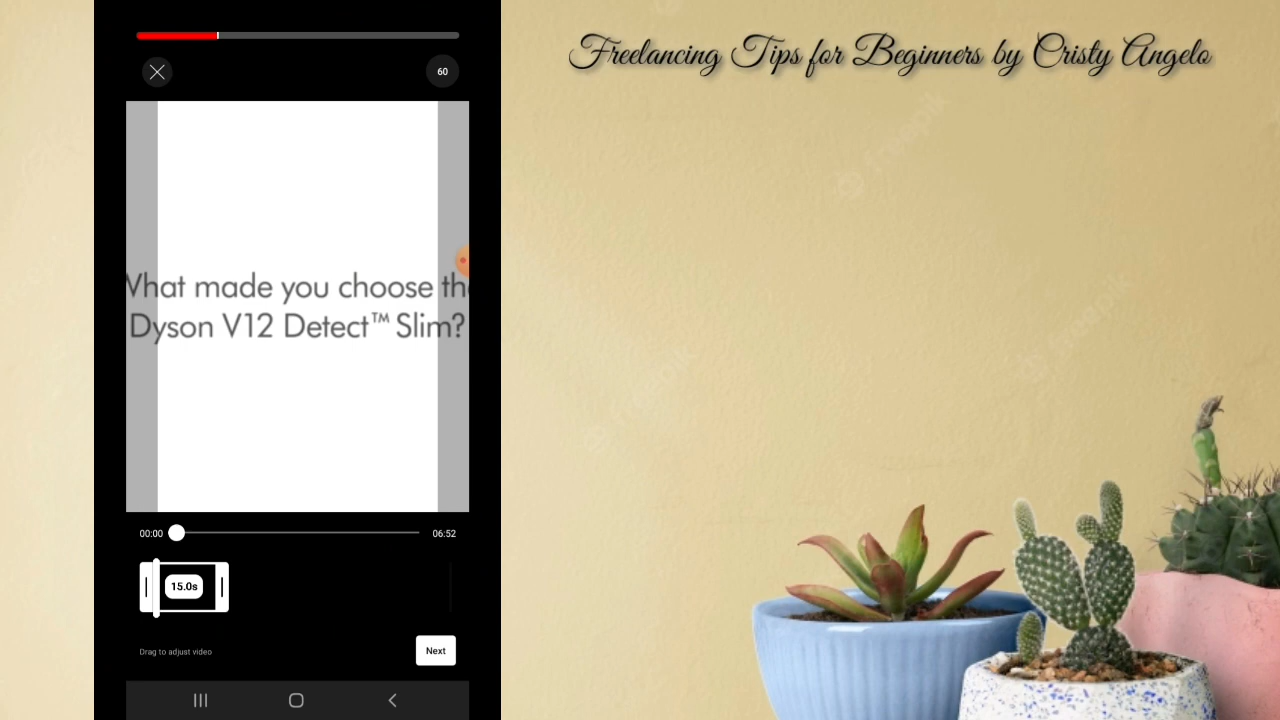 Freelancing Tips for Beginners by Cristy Angelo
60
What made you choose the
Dyson V12 Detect™ Slim?
00:00
06:52
15.0s
Drag to adjust video
Next
freepik